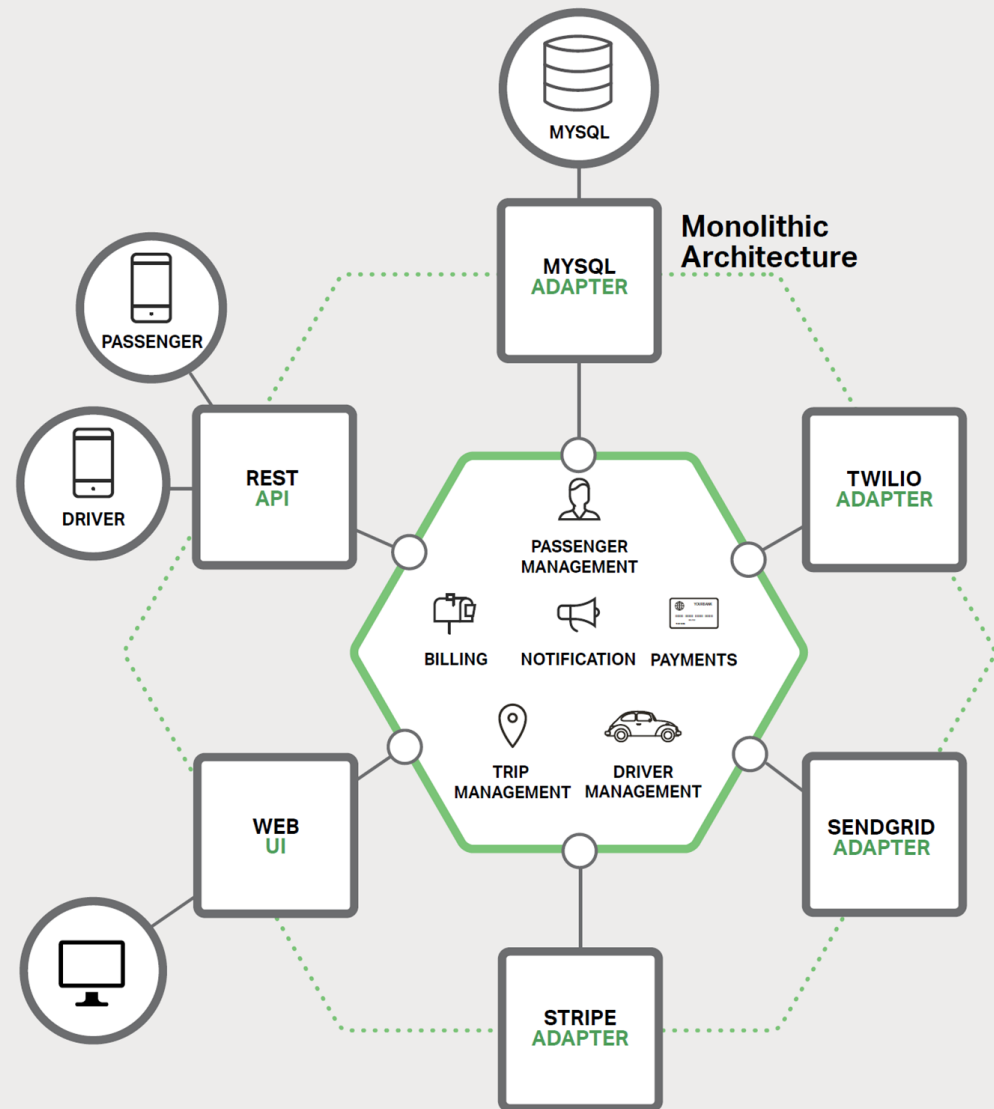 MYSQL
Monolithic
Architecture
MYSQL
ADAPTER
PASSENGER
DRIVER
REST
API
TWILIO
ADAPTER
PASSENGER
MANAGEMENT
BILLING
NOTIFICATION
PAYMENTS
TRIP
MANAGEMENT
DRIVER
MANAGEMENT
WEB
UI
SENDGRID
ADAPTER
STRIPE
ADAPTER